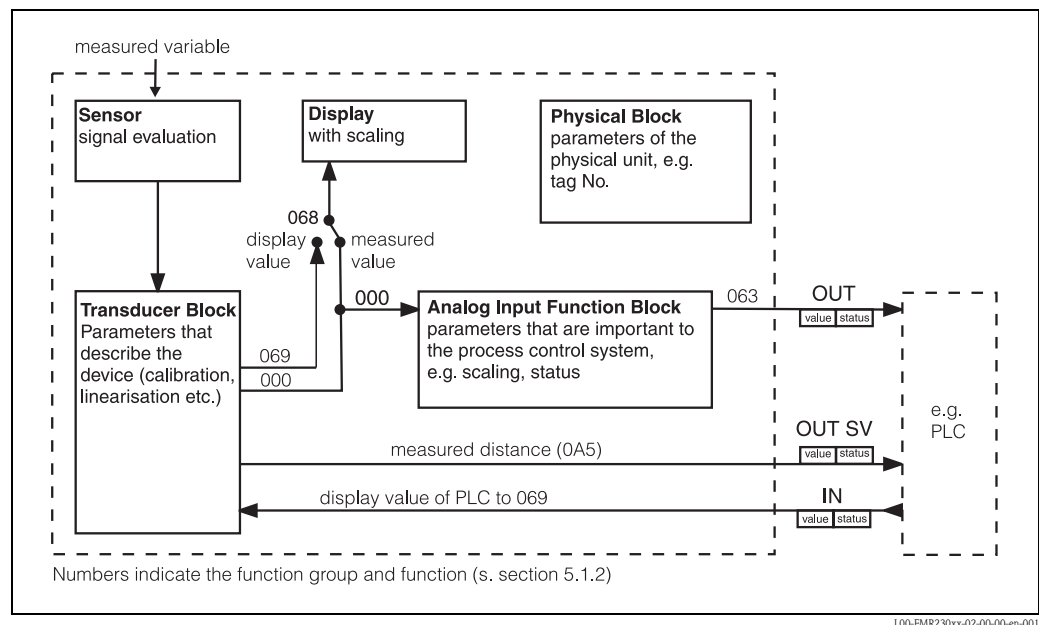 measured variable
Sensor
signal evaluation
Display
with scaling
Physical Block
parameters of the
physical unit, e.g.
tag No.
068
display
value
measured
value
Transducer Block
Parameters that
describe the
device (calibration,
linearisation etc.)
069
000
000
Analog Input Function Block
parameters that are important to
the process control system,
e.g. scaling, status
063
OUT
value status
e.g.
PLC
OUT SV
value status
measured distance (0A5)
display value of PLC to 069
IN
value status
Numbers indicate the function group and function (s. section 5.1.2)
L00-FMR230xx-02-00-00-en-001